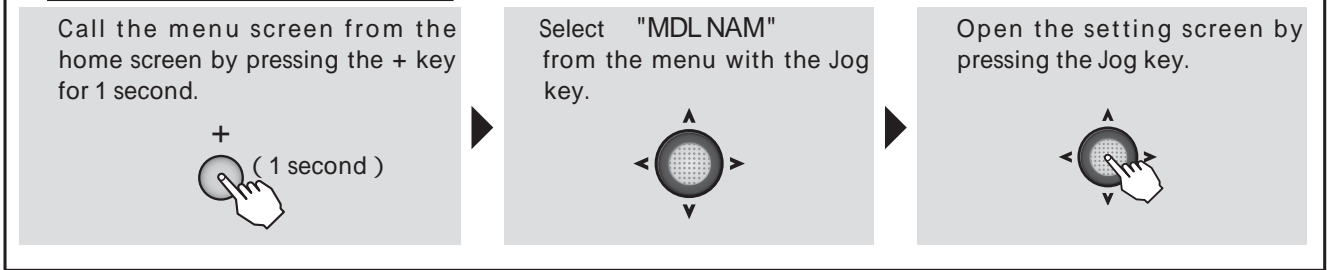 Call the menu screen from the
home screen by pressing the + key
for 1 second.
+
( 1 second )
Select "MDL NAM"
from the menu with the Jog
key.
Open the setting screen by
pressing the Jog key.